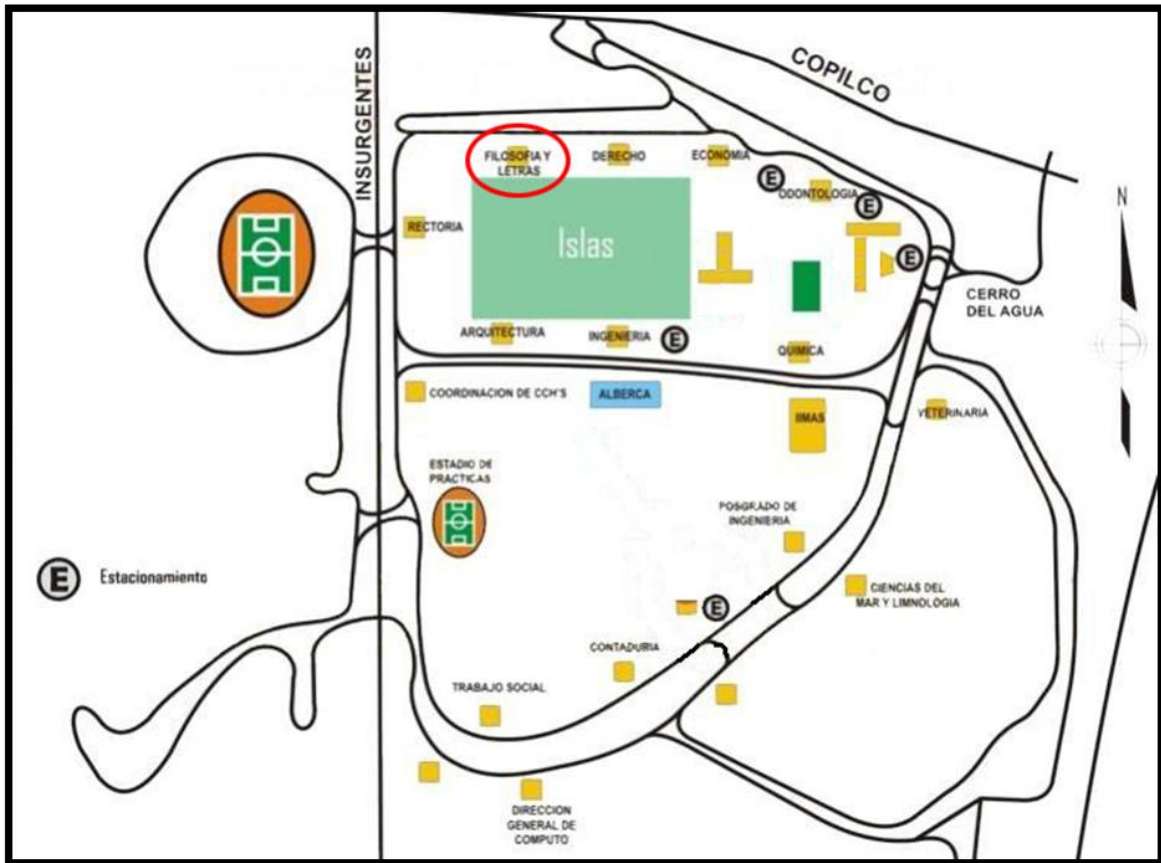 COPILCO
INSURGENTES
FILOSOFIA Y
LETRAS
DERECHO
ECONOMIA
E
ODONTOLOGIA
E
N
RECTORIA
Islas
E
CERRO
DEL AGUA
ARQUITECTURA
INGENIERIA
E
QUIMICA
COORDINACION DE CCH'S
ALBERCA
IIMAS
VETERINARIA
ESTADIO DE
PRACTICAS
POSGRADO DE
INGENIERIA
E
Estacionamiento
CIENCIAS DEL
MAR Y LIMNOLOGIA
E
CONTADURIA
TRABAJO SOCIAL
DIRECCION
GENERAL DE
COMPUTO